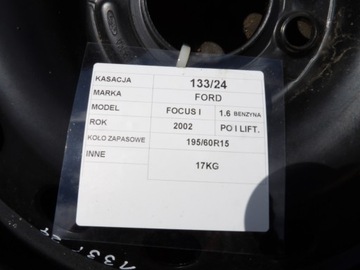 KASACJA 133/24
MARKA FORD
MODEL FOCUS I 1.6 BENZYNA
ROK 2002 PO I LIFT.
KOŁO ZAPASOWE 195/60R15
INNE 17KG